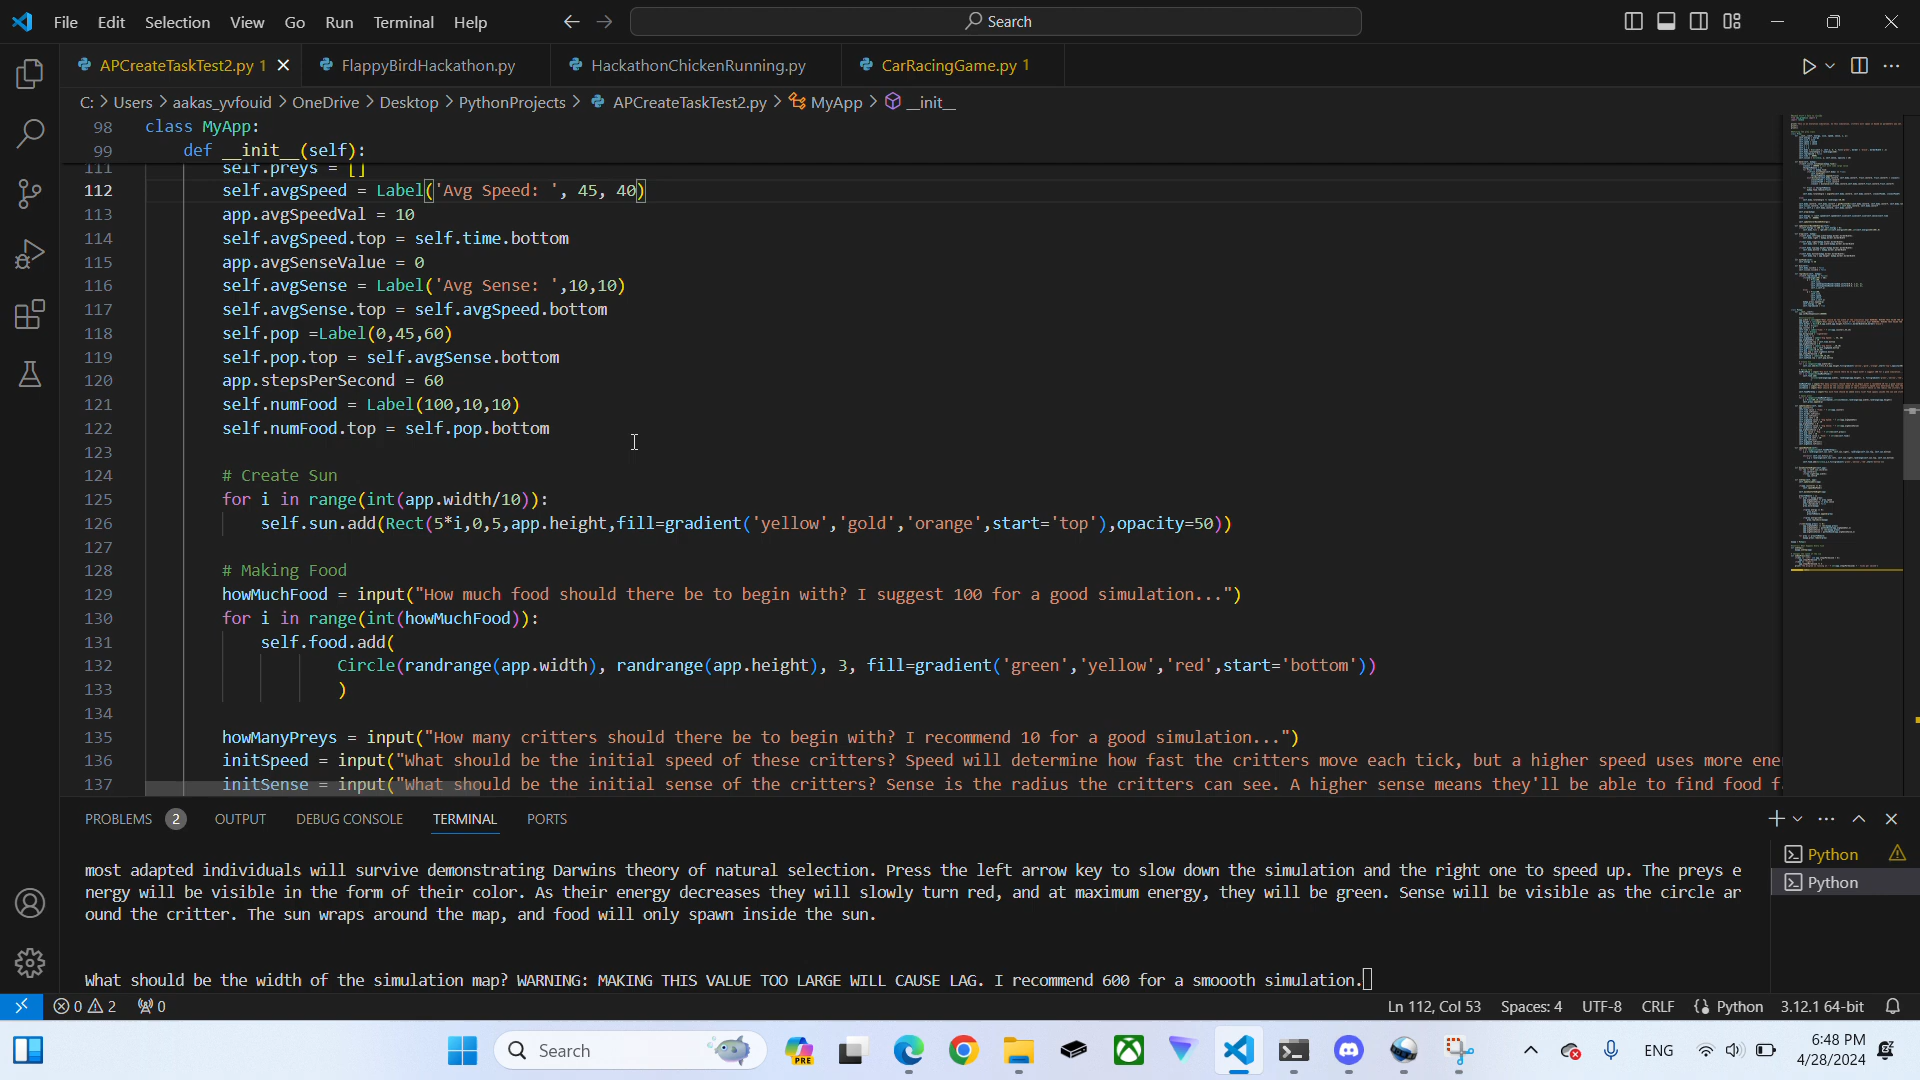 File Edit Selection View Go Run Terminal Help Search
APCreateTaskTest2.py 1 FlappyBirdHackathon.py HackathonChickenRunning.py CarRacingGame.py 1
C: > Users > aakas_yvfouid > OneDrive > Desktop > PythonProjects > APCreateTaskTest2.py > MyApp > __init__
98 class MyApp:
99 def __init__(self):
111 self.preys = []
112 self.avgSpeed = Label('Avg Speed: ', 45, 40)
113 app.avgSpeedVal = 10
114 self.avgSpeed.top = self.time.bottom
115 app.avgSenseValue = 0
116 self.avgSense = Label('Avg Sense: ',10,10)
117 self.avgSense.top = self.avgSpeed.bottom
118 self.pop =Label(0,45,60)
119 self.pop.top = self.avgSense.bottom
120 app.stepsPerSecond = 60
121 self.numFood = Label(100,10,10)
122 self.numFood.top = self.pop.bottom
123
124 # Create Sun
125 for i in range(int(app.width/10)):
126 self.sun.add(Rect(5*i,0,5,app.height,fill=gradient('yellow','gold','orange',start='top'),opacity=50))
127
128 # Making Food
129 howMuchFood = input("How much food should there be to begin with? I suggest 100 for a good simulation...")
130 for i in range(int(howMuchFood)):
131 self.food.add(
132 Circle(randrange(app.width), randrange(app.height), 3, fill=gradient('green','yellow','red',start='bottom'))
133 )
134
135 howManyPreys = input("How many critters should there be to begin with? I recommend 10 for a good simulation...")
136 initSpeed = input("What should be the initial speed of these critters? Speed will determine how fast the critters move each tick, but a higher speed uses more ene
137 initSense = input("What should be the initial sense of the critters? Sense is the radius the critters can see. A higher sense means they'll be able to find food f
PROBLEMS 2 OUTPUT DEBUG CONSOLE TERMINAL PORTS
most adapted individuals will survive demonstrating Darwins theory of natural selection. Press the left arrow key to slow down the simulation and the right one to speed up. The preys e
nergy will be visible in the form of their color. As their energy decreases they will slowly turn red, and at maximum energy, they will be green. Sense will be visible as the circle ar
ound the critter. The sun wraps around the map, and food will only spawn inside the sun.
What should be the width of the simulation map? WARNING: MAKING THIS VALUE TOO LARGE WILL CAUSE LAG. I recommend 600 for a smoooth simulation.
Python
Python
0 2 0 Ln 112, Col 53 Spaces: 4 UTF-8 CRLF Python 3.12.1 64-bit
Search PRE ENG 6:48 PM
4/28/2024